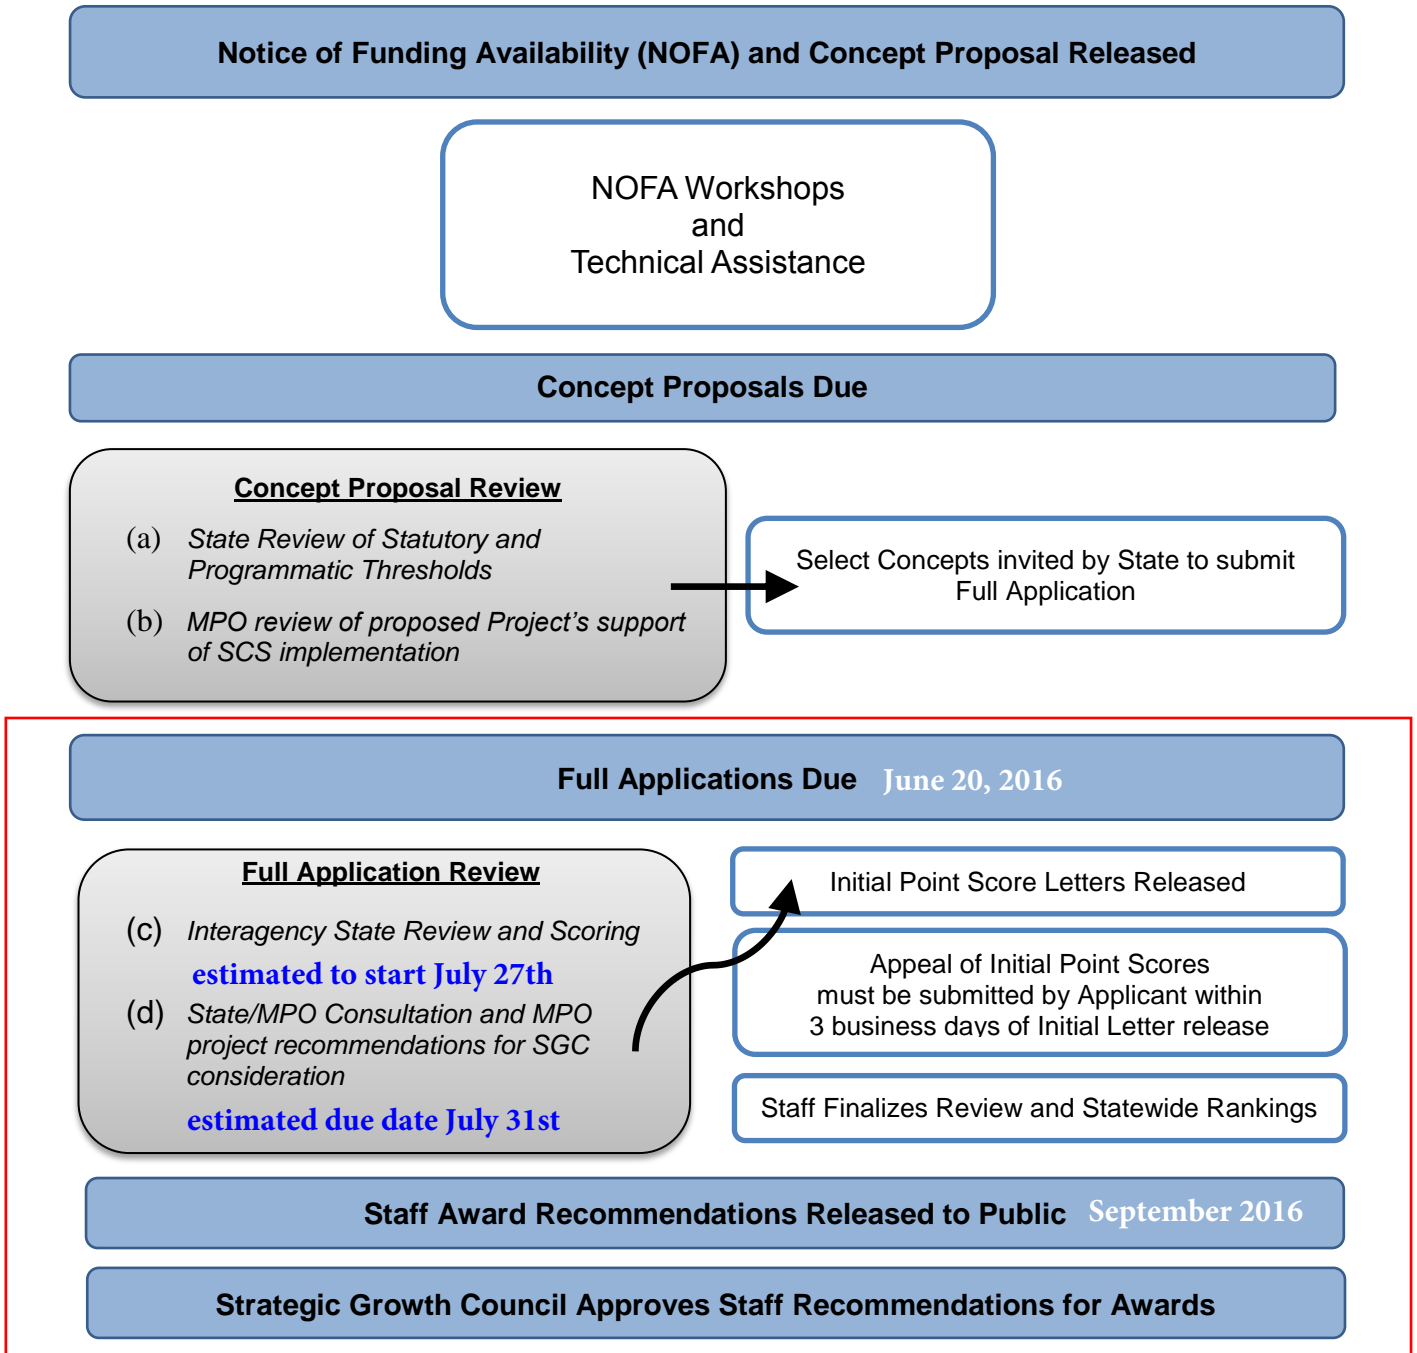 Notice of Funding Availability (NOFA) and Concept Proposal Released
NOFA Workshops
and
Technical Assistance
Concept Proposals Due
Concept Proposal Review
(a) State Review of Statutory and
Programmatic Thresholds
(b) MPO review of proposed Project's support
of SCS implementation
Select Concepts invited by State to submit
Full Application
Full Applications Due June 20, 2016
Full Application Review
(c) Interagency State Review and Scoring
estimated to start July 27th
(d) State/MPO Consultation and MPO
project recommendations for SGC
consideration
estimated due date July 31st
Initial Point Score Letters Released
Appeal of Initial Point Scores
must be submitted by Applicant within
3 business days of Initial Letter release
Staff Finalizes Review and Statewide Rankings
Staff Award Recommendations Released to Public September 2016
Strategic Growth Council Approves Staff Recommendations for Awards